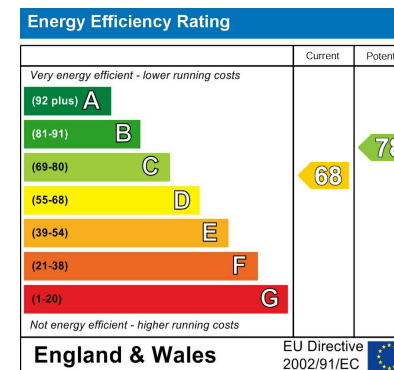 Energy Efficiency Rating
Current
Very energy efficient - lower running costs
(92 plus) A
(81-91) B
(69-80) C
(55-68) D
(39-54) E
(21-38) F
(1-20) G
68
Not energy efficient - higher running costs
England & Wales
EU Directive
2002/91/EC